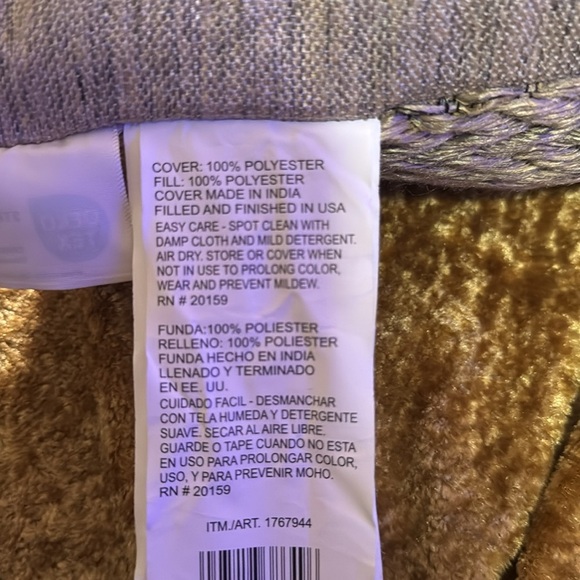 COVER: 100% POLYESTER
FILL: 100% POLYESTER
COVER MADE IN INDIA
FILLED AND FINISHED IN USA
EASY CARE - SPOT CLEAN WITH
DAMP CLOTH AND MILD DETERGENT.
AIR DRY. STORE OR COVER WHEN
NOT IN USE TO PROLONG COLOR,
WEAR AND PREVENT MILDEW.
RN # 20159
FUNDA:100% POLIESTER
RELLENO: 100% POLIESTER
FUNDA HECHO EN INDIA
LLENADO Y TERMINADO
EN EE. UU.
CUIDADO FACIL - DESMANCHAR
CON TELA HUMEDA Y DETERGENTE
SUAVE. SECAR AL AIRE LIBRE.
GUARDE O TAPE CUANDO NO ESTA
EN USO PARA PROLONGAR COLOR,
USO, Y PARA PREVENIR MOHO.
RN # 20159
ITM./ART. 1767944